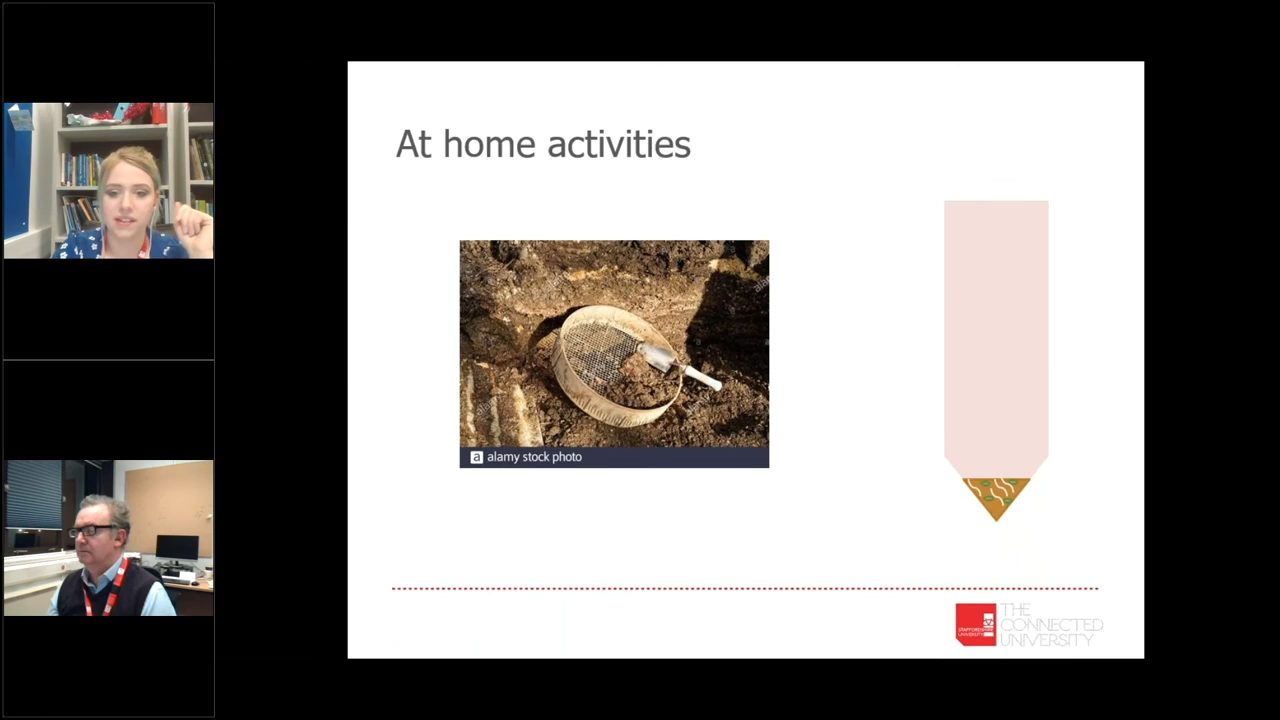 At home activities
a alamy stock photo
THE
CONNECTED
UNIVERSITY